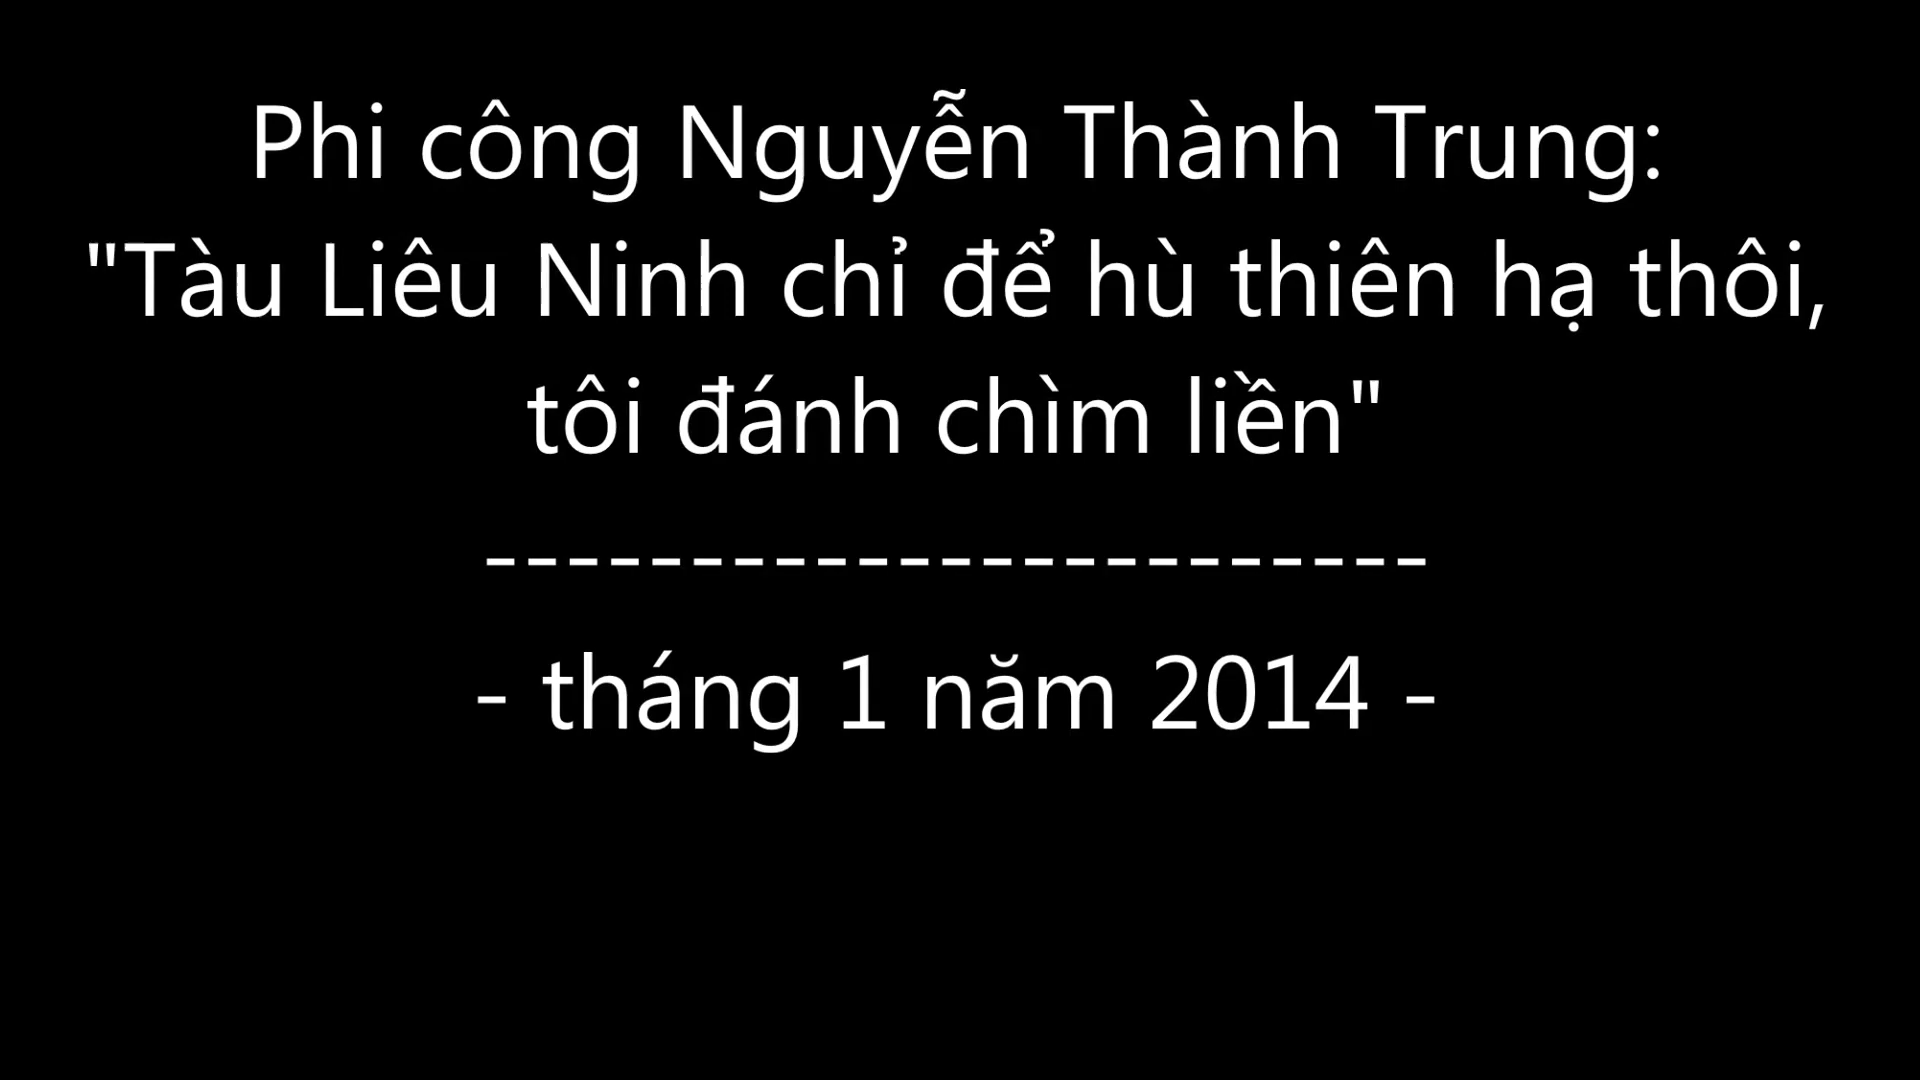 Phi công Nguyễn Thành Trung:
"Tàu Liêu Ninh chỉ để hù thiên hạ thôi,
tôi đánh chìm liền"
-----------------------
- tháng 1 năm 2014 -